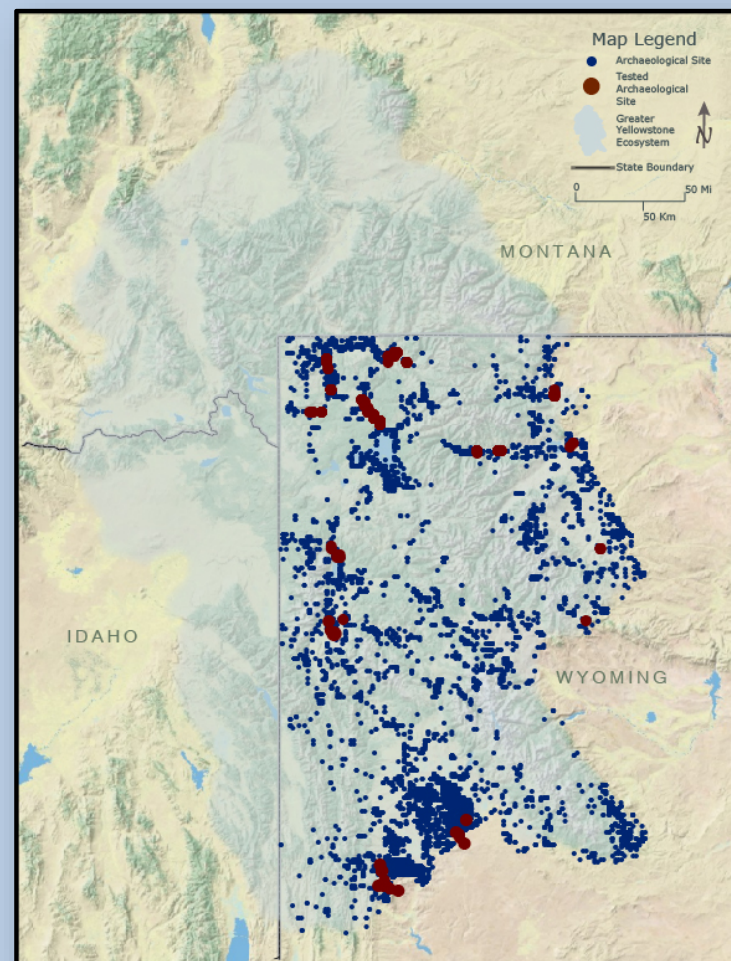 Map Legend
Archaeological Site
Tested
Archaeological
Site
Greater
Yellowstone
Ecosystem
N
State Boundary
0
50 Mi
50 Km
MONTANA
IDAHO
WYOMING